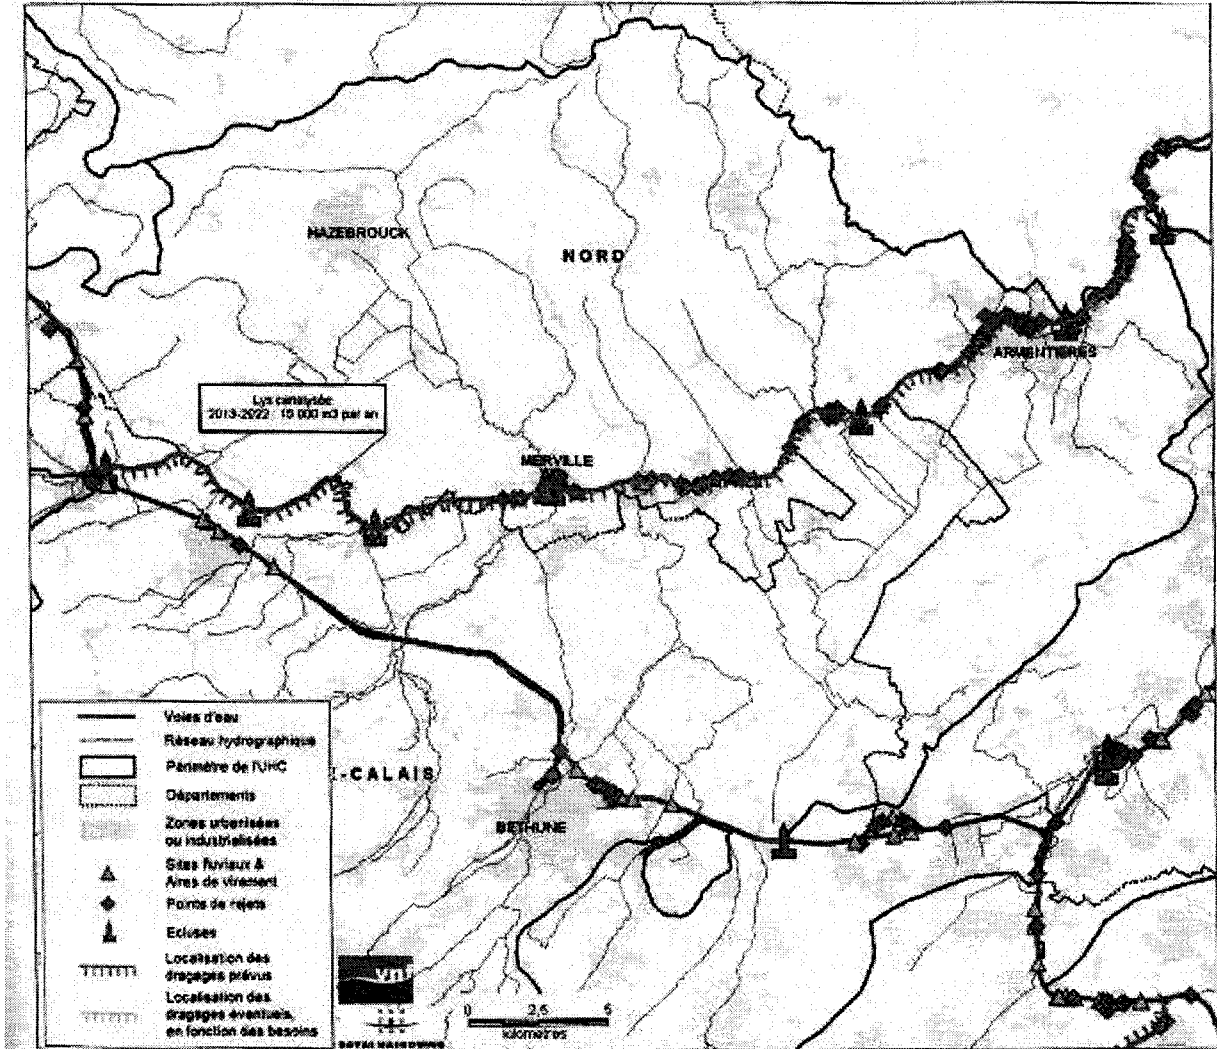 HAZEBROUCK
NORD
ARMENTIERES
Lys canalisée
2013-2022 : 15 000 m3 par an
MERVILLE
-CALAIS
BETHUNE
Voies d'eau
Réseau hydrographique
Périmètre de l'UHC
Départements
Zones urbanisées
ou industrialisées
Sites fluviaux &
Aires de virement
Points de rejets
Ecluses
Localisation des
dragages prévus
Localisation des
dragages éventuels,
en fonction des besoins
vnf
0 2,5 5
kilomètres